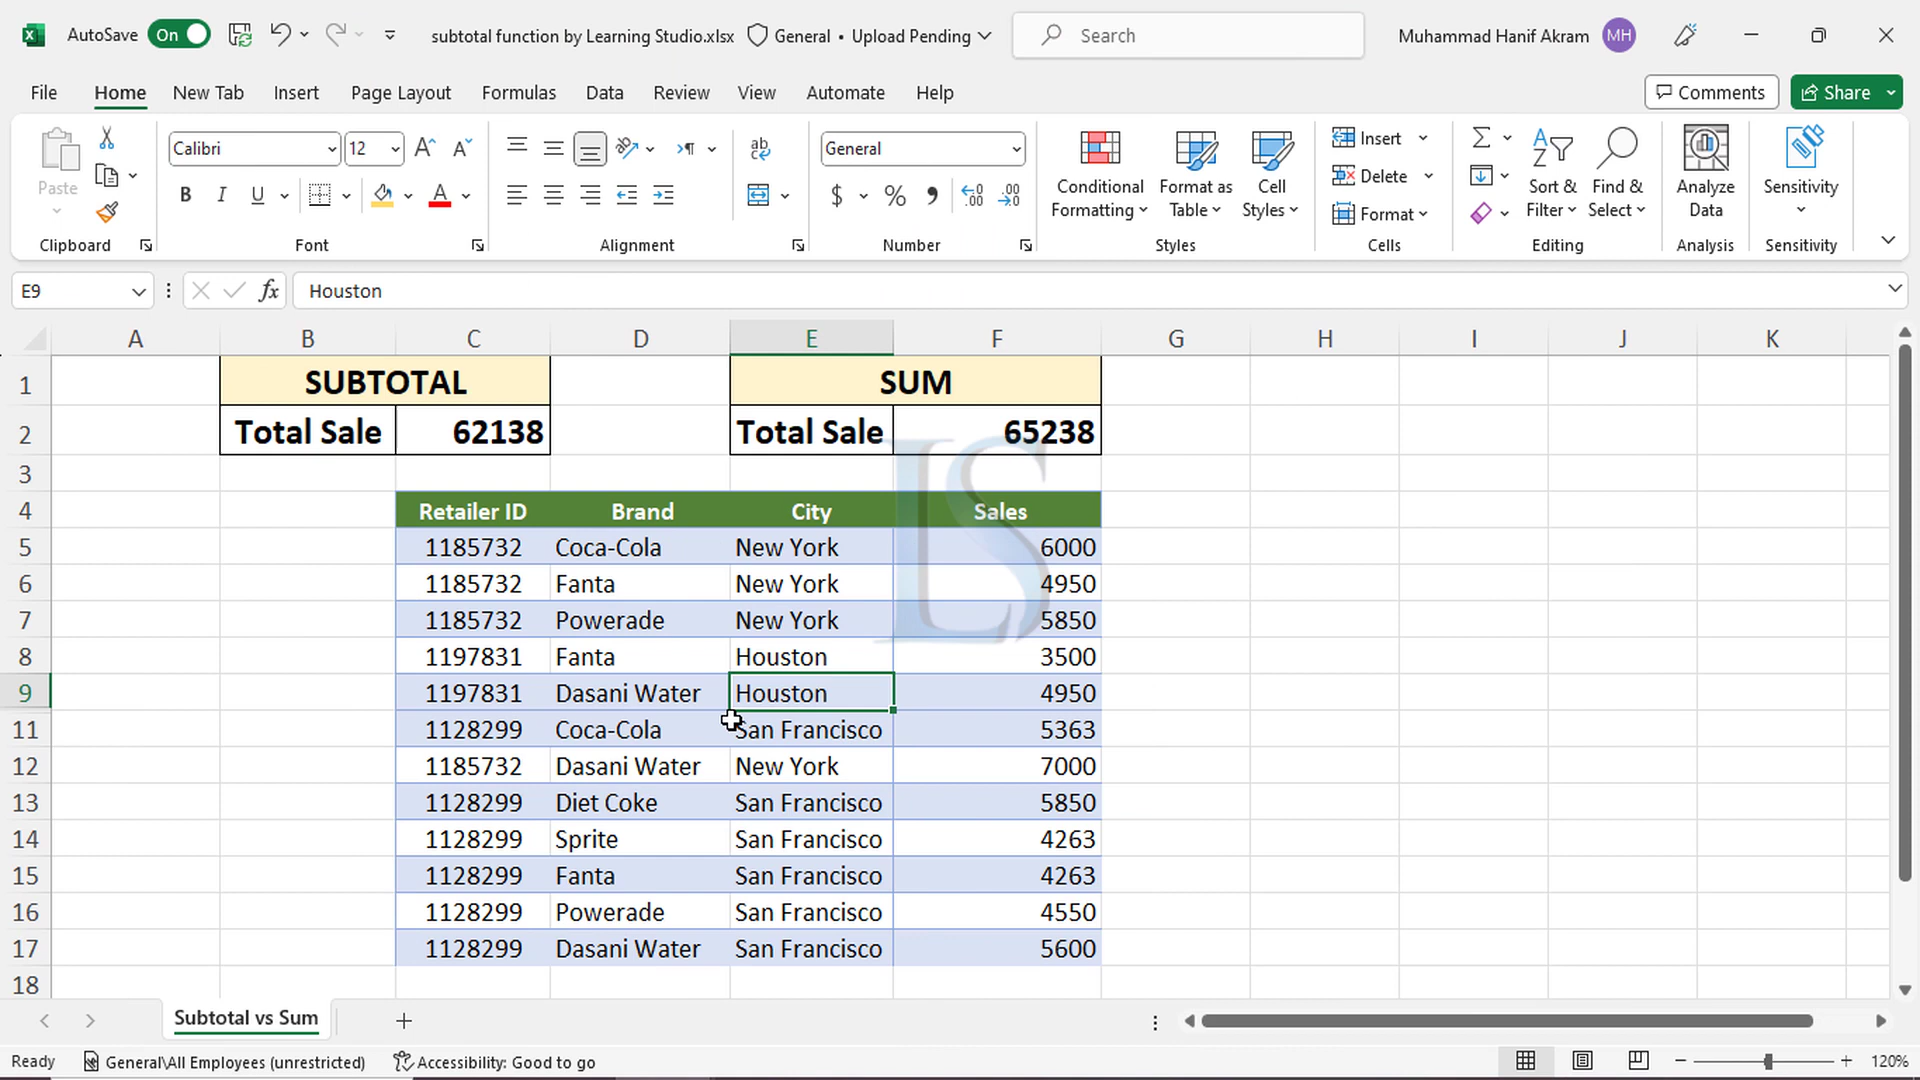 AutoSave On subtotal function by Learning Studio.xlsx General • Upload Pending Search Muhammad Hanif Akram MH
File Home New Tab Insert Page Layout Formulas Data Review View Automate Help Comments Share
Paste Calibri 12 General Conditional Formatting Format as Table Cell Styles Insert Delete Format Sort & Filter Find & Select Analyze Data Sensitivity
B I U A $ % 9
Clipboard Font Alignment Number Styles Cells Editing Analysis Sensitivity
E9 fx Houston
A B C D E F G H I J K
1 SUBTOTAL SUM
2 Total Sale 62138 Total Sale 65238
3
4 Retailer ID Brand City Sales
5 1185732 Coca-Cola New York 6000
6 1185732 Fanta New York 4950
7 1185732 Powerade New York 5850
8 1197831 Fanta Houston 3500
9 1197831 Dasani Water Houston 4950
11 1128299 Coca-Cola San Francisco 5363
12 1185732 Dasani Water New York 7000
13 1128299 Diet Coke San Francisco 5850
14 1128299 Sprite San Francisco 4263
15 1128299 Fanta San Francisco 4263
16 1128299 Powerade San Francisco 4550
17 1128299 Dasani Water San Francisco 5600
18
LS
Subtotal vs Sum
Ready General\All Employees (unrestricted) Accessibility: Good to go 120%